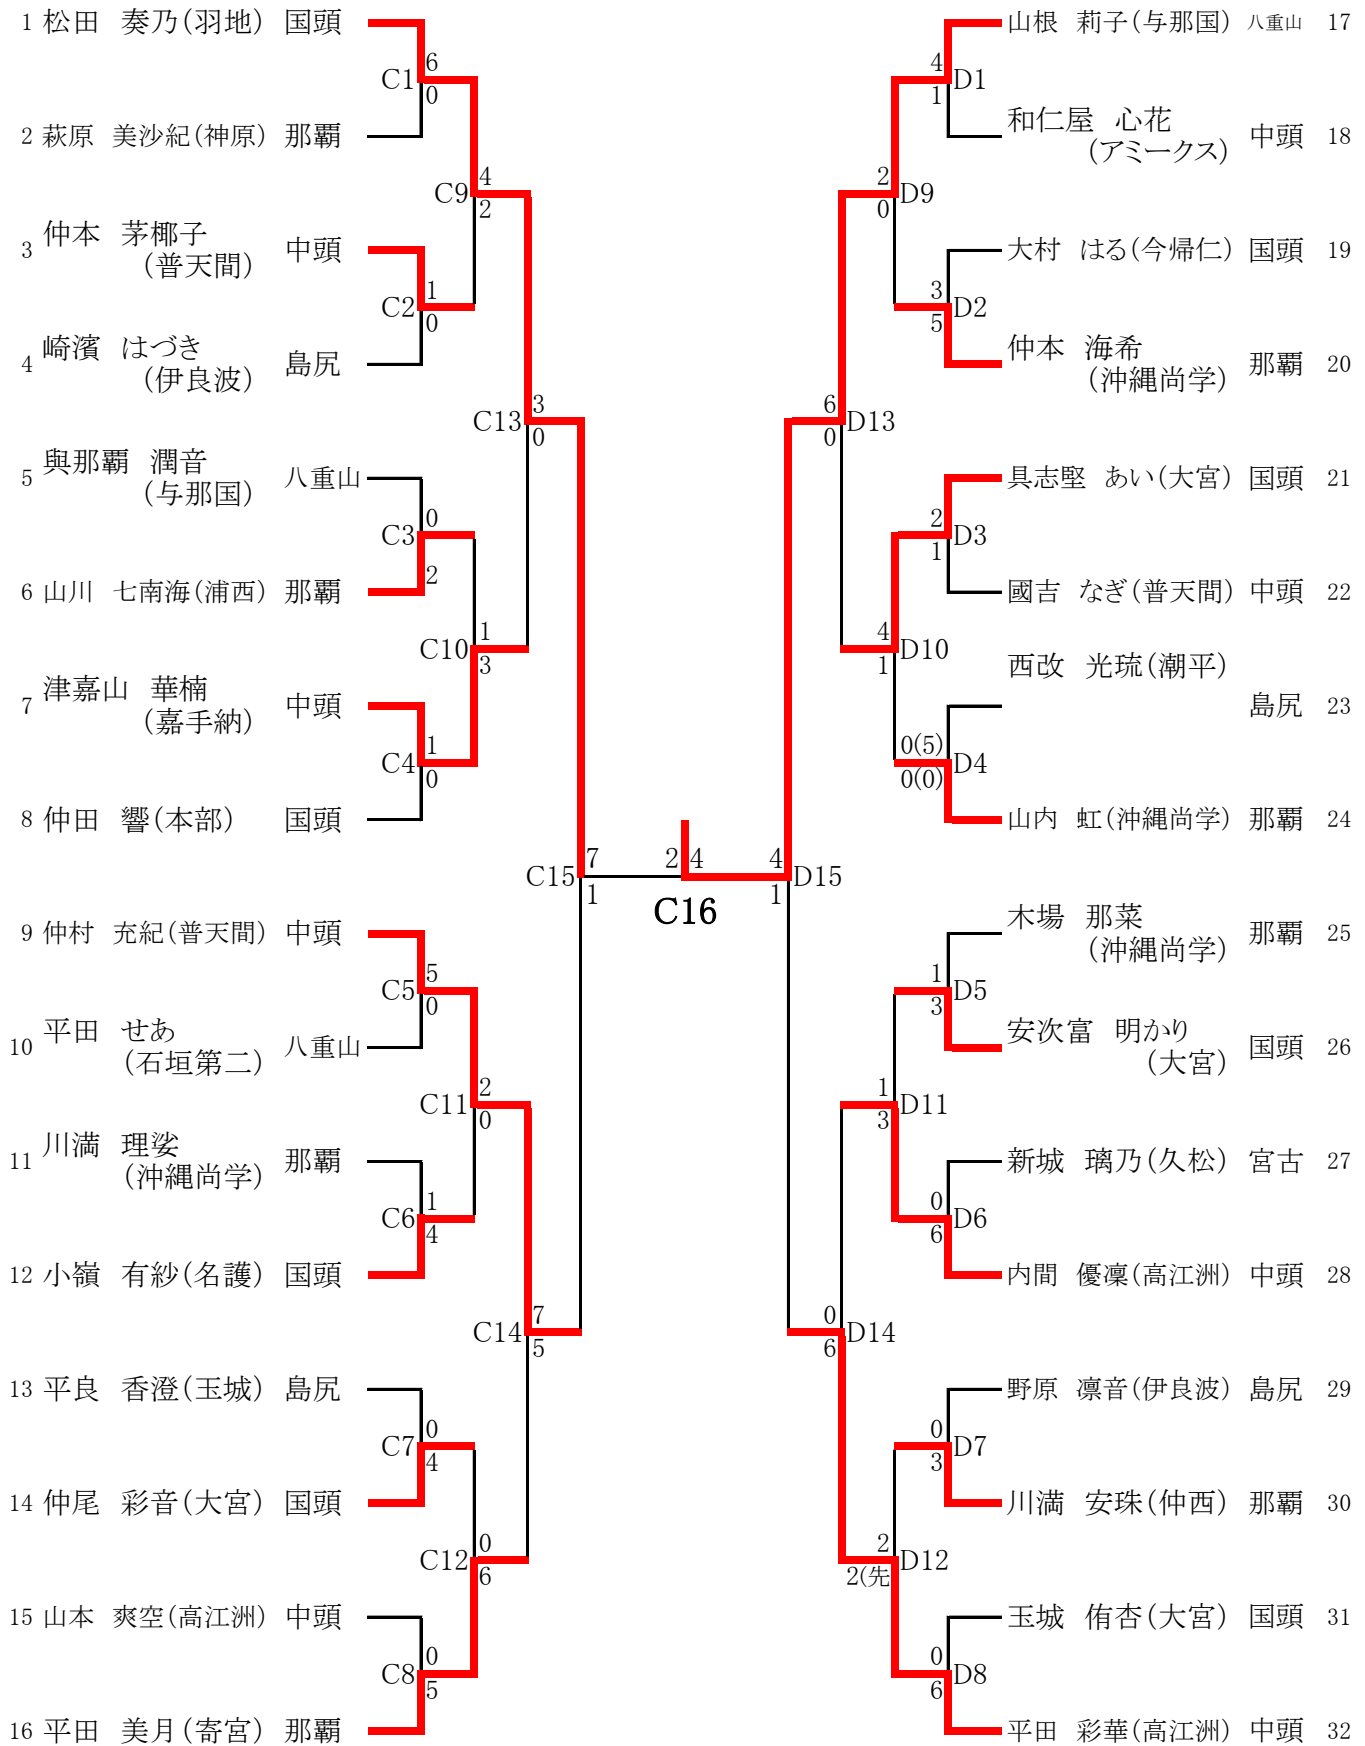 1 松田 奏乃(羽地) 国頭
6
C1
0
2 萩原 美沙紀(神原) 那覇
4
C9
2
3 仲本 茅椰子
(普天間) 中頭
1
C2
0
4 崎濱 はづき
(伊良波) 島尻
3
C13
0
5 與那覇 潤音
(与那国) 八重山
0
C3
2
6 山川 七南海(浦西) 那覇
1
C10
3
7 津嘉山 華楠
(嘉手納) 中頭
1
C4
0
8 仲田 響(本部) 国頭
7
C15
1
9 仲村 充紀(普天間) 中頭
5
C5
0
10 平田 せあ
(石垣第二) 八重山
2
C11
0
11 川満 理娑
(沖縄尚学) 那覇
1
C6
4
12 小嶺 有紗(名護) 国頭
7
C14
5
13 平良 香澄(玉城) 島尻
0
C7
4
14 仲尾 彩音(大宮) 国頭
0
C12
6
15 山本 爽空(高江洲) 中頭
0
C8
5
16 平田 美月(寄宮) 那覇
2 4
C16
山根 莉子(与那国) 八重山 17
4
D1
1
和仁屋 心花
(アミークス) 中頭 18
2
D9
0
大村 はる(今帰仁) 国頭 19
3
D2
5
仲本 海希
(沖縄尚学) 那覇 20
6
D13
0
具志堅 あい(大宮) 国頭 21
2
D3
1
國吉 なぎ(普天間) 中頭 22
4
D10
1
西改 光琉(潮平)
島尻 23
0(5)
D4
0(0)
山内 虹(沖縄尚学) 那覇 24
4
D15
1
木場 那菜
(沖縄尚学) 那覇 25
1
D5
3
安次富 明かり
(大宮) 国頭 26
1
D11
3
新城 璃乃(久松) 宮古 27
0
D6
6
内間 優凜(高江洲) 中頭 28
0
D14
6
野原 凛音(伊良波) 島尻 29
0
D7
3
川満 安珠(仲西) 那覇 30
2
D12
2(先
玉城 侑杏(大宮) 国頭 31
0
D8
6
平田 彩華(高江洲) 中頭 32